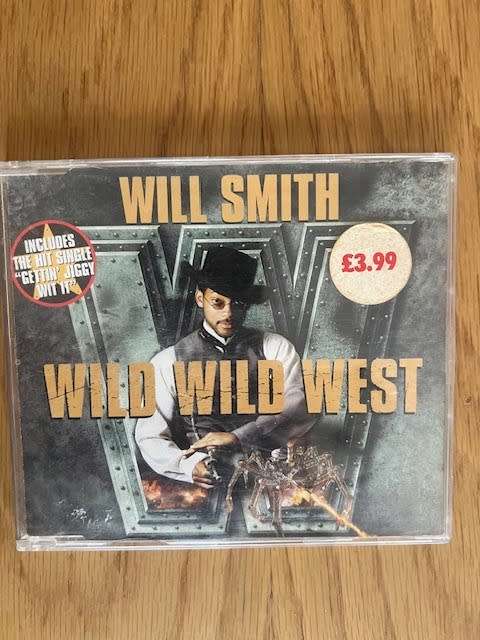 WILL SMITH
INCLUDES
THE HIT SINGLE
"GETTIN' JIGGY
WIT IT"
£3.99
WILD WILD WEST